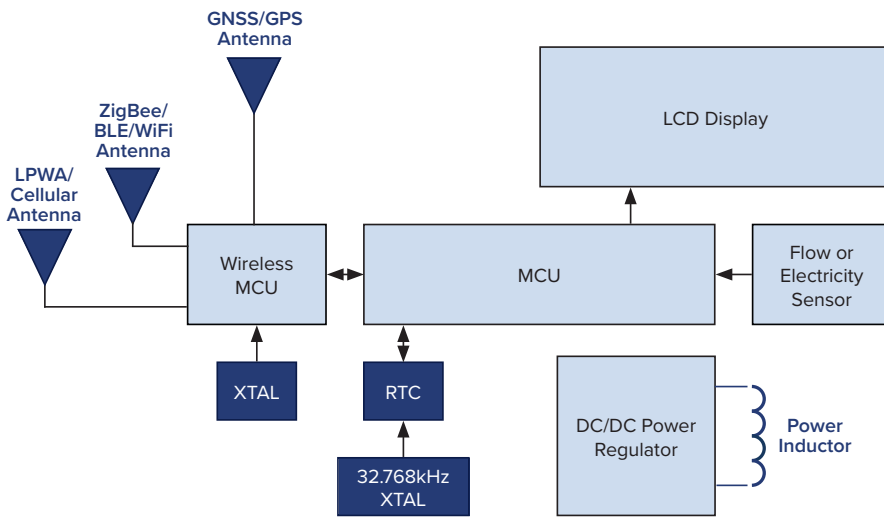 GNSS/GPS
Antenna
ZigBee/
BLE/WiFi
Antenna
LPWA/
Cellular
Antenna
LCD Display
Wireless
MCU
MCU
Flow or
Electricity
Sensor
XTAL
RTC
32.768kHz
XTAL
DC/DC Power
Regulator
Power
Inductor